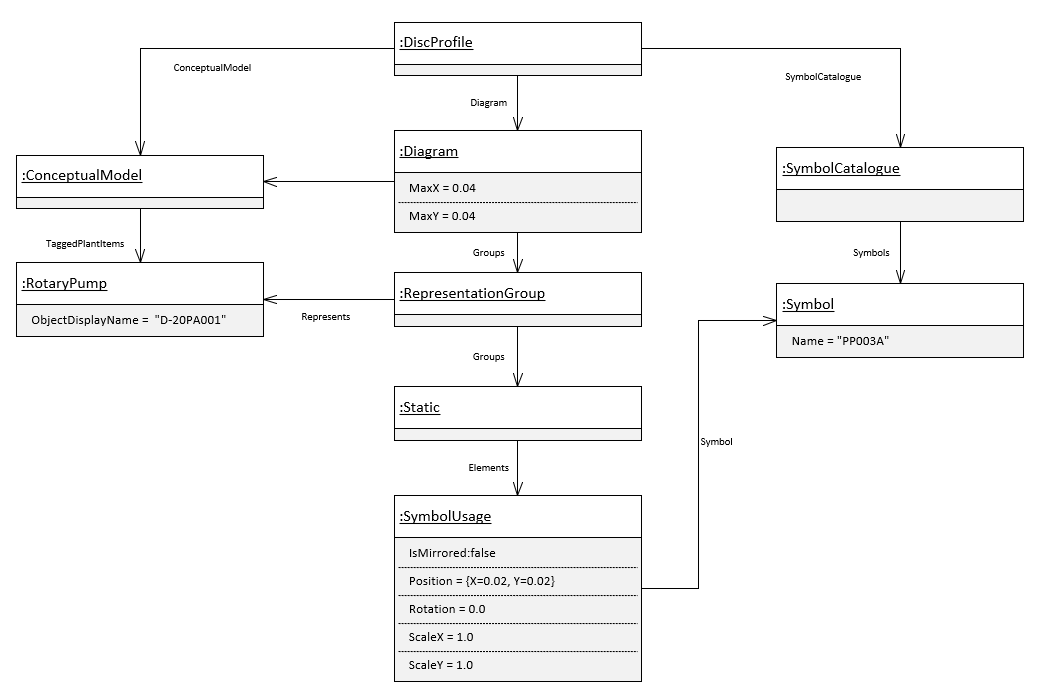 :DiscProfile
ConceptualModel
SymbolCatalogue
Diagram
:Diagram
MaxX = 0.04
MaxY = 0.04
:ConceptualModel
:SymbolCatalogue
TaggedPlantItems
Groups
Symbols
:RotaryPump
ObjectDisplayName = "D-20PA001"
:RepresentationGroup
Represents
:Symbol
Name = "PP003A"
Groups
:Static
Symbol
Elements
:SymbolUsage
IsMirrored:false
Position = {X=0.02, Y=0.02}
Rotation = 0.0
ScaleX = 1.0
ScaleY = 1.0